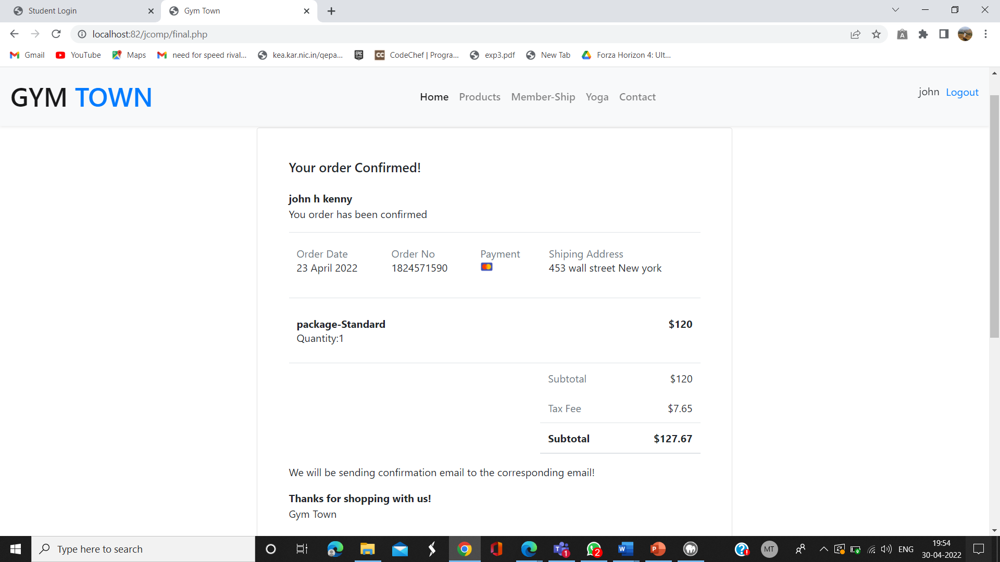 Student Login
Gym Town
localhost:82/jcomp/final.php
Gmail YouTube Maps need for speed rival... kea.kar.nic.in/qepa... EPIC GAMES CC CodeChef | Progra... exp3.pdf New Tab Forza Horizon 4: Ult...
GYM TOWN
Home Products Member-Ship Yoga Contact
john Logout
Your order Confirmed!
john h kenny
You order has been confirmed
Order Date Order No Payment Shiping Address
23 April 2022 1824571590 453 wall street New york
package-Standard $120
Quantity:1
Subtotal $120
Tax Fee $7.65
Subtotal $127.67
We will be sending confirmation email to the corresponding email!
Thanks for shopping with us!
Gym Town
Type here to search
T 1 2 W P MT ENG
19:54
30-04-2022